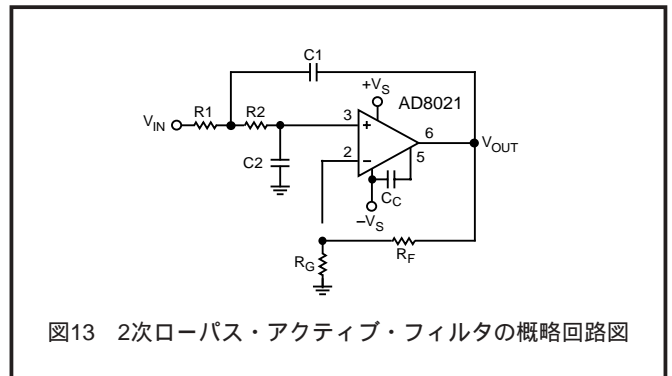 C1
+VS
AD8021
VIN
R1
R2
3
+
6
VOUT
2
–
5
C2
CC
–VS
RF
RG
図13 2次ローパス・アクティブ・フィルタの概略回路図